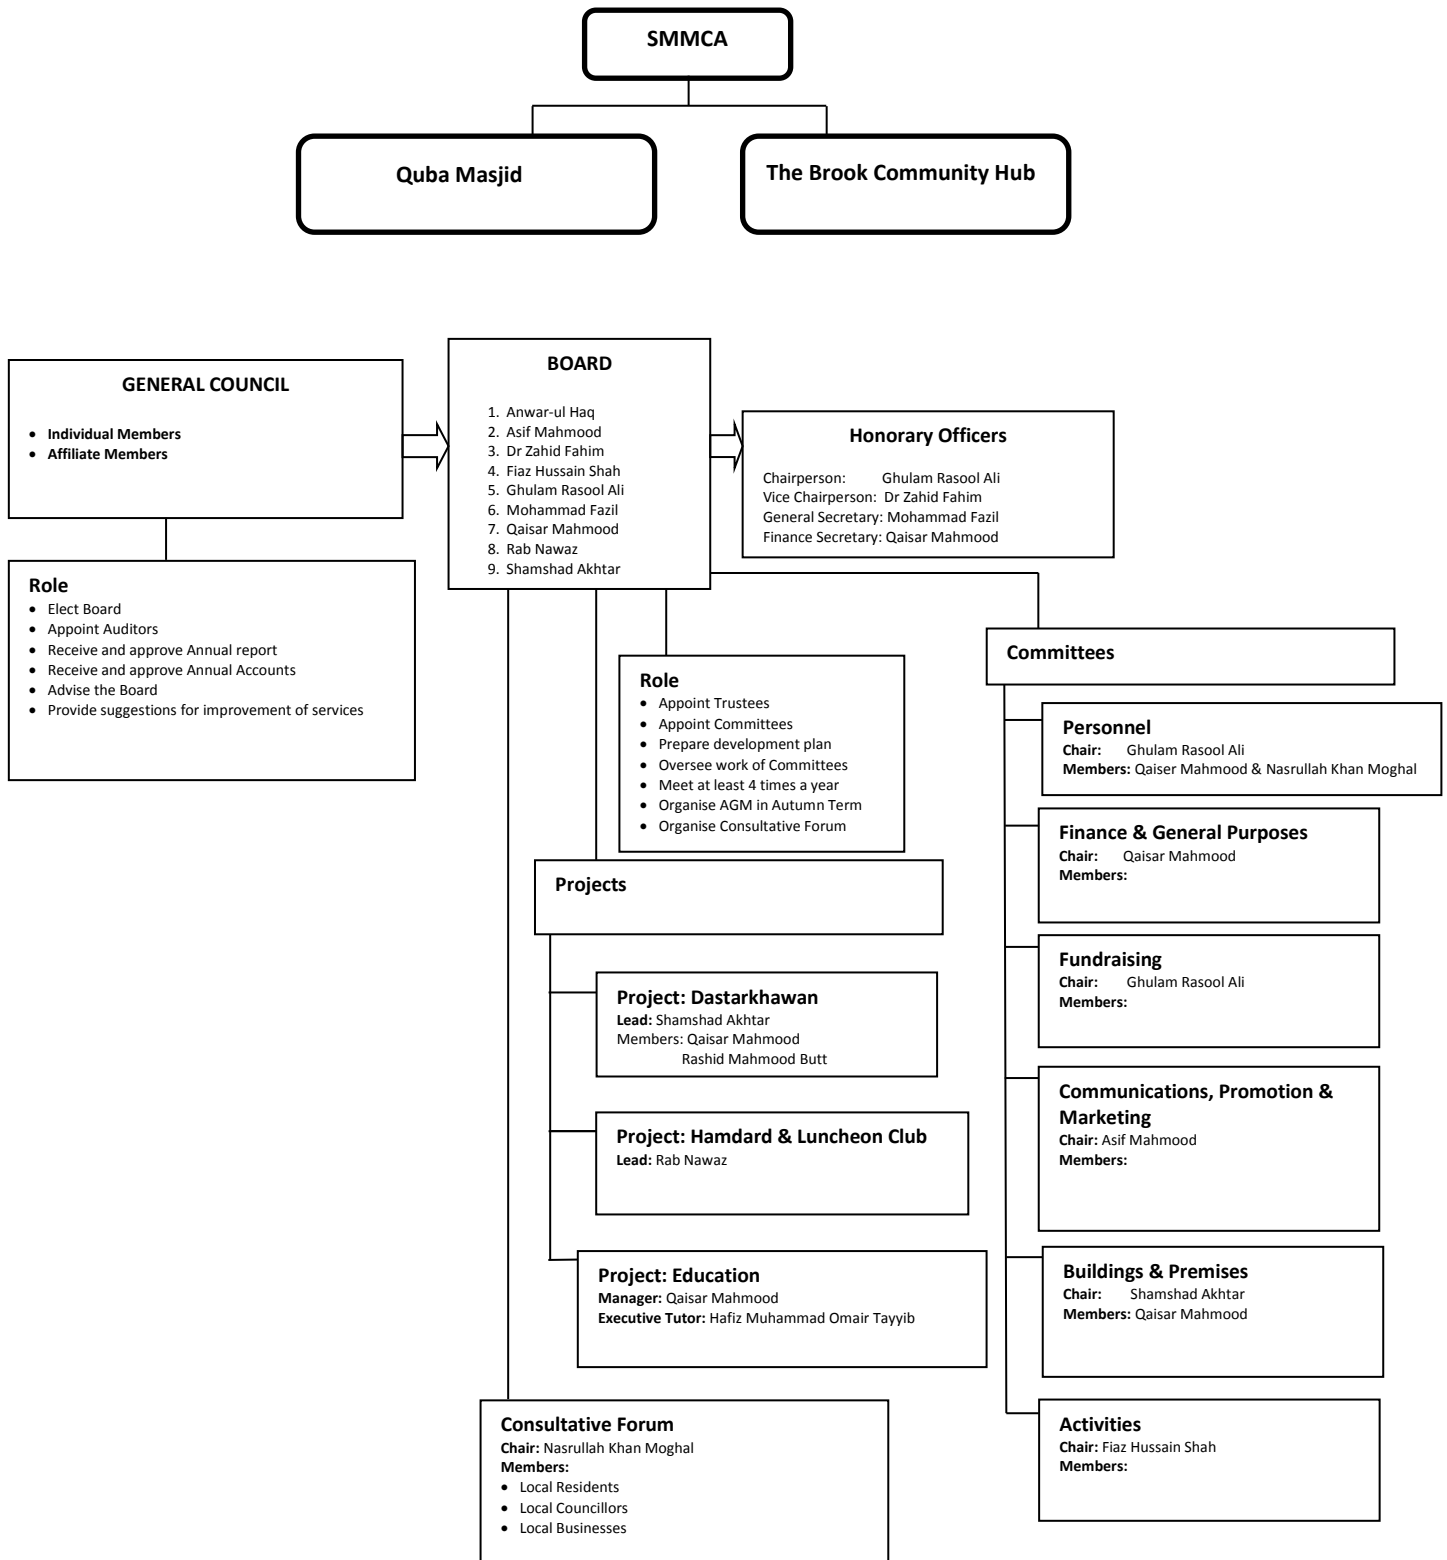 SMMCA
Quba Masjid
The Brook Community Hub
GENERAL COUNCIL
• Individual Members
• Affiliate Members
BOARD
1. Anwar-ul Haq
2. Asif Mahmood
3. Dr Zahid Fahim
4. Fiaz Hussain Shah
5. Ghulam Rasool Ali
6. Mohammad Fazil
7. Qaisar Mahmood
8. Rab Nawaz
9. Shamshad Akhtar
Honorary Officers
Chairperson: Ghulam Rasool Ali
Vice Chairperson: Dr Zahid Fahim
General Secretary: Mohammad Fazil
Finance Secretary: Qaisar Mahmood
Role
• Elect Board
• Appoint Auditors
• Receive and approve Annual report
• Receive and approve Annual Accounts
• Advise the Board
• Provide suggestions for improvement of services
Role
• Appoint Trustees
• Appoint Committees
• Prepare development plan
• Oversee work of Committees
• Meet at least 4 times a year
• Organise AGM in Autumn Term
• Organise Consultative Forum
Projects
Project: Dastarkhawan
Lead: Shamshad Akhtar
Members: Qaisar Mahmood
Rashid Mahmood Butt
Project: Hamdard & Luncheon Club
Lead: Rab Nawaz
Project: Education
Manager: Qaisar Mahmood
Executive Tutor: Hafiz Muhammad Omair Tayyib
Consultative Forum
Chair: Nasrullah Khan Moghal
Members:
• Local Residents
• Local Councillors
• Local Businesses
Committees
Personnel
Chair: Ghulam Rasool Ali
Members: Qaiser Mahmood & Nasrullah Khan Moghal
Finance & General Purposes
Chair: Qaisar Mahmood
Members:
Fundraising
Chair: Ghulam Rasool Ali
Members:
Communications, Promotion &
Marketing
Chair: Asif Mahmood
Members:
Buildings & Premises
Chair: Shamshad Akhtar
Members: Qaisar Mahmood
Activities
Chair: Fiaz Hussain Shah
Members: